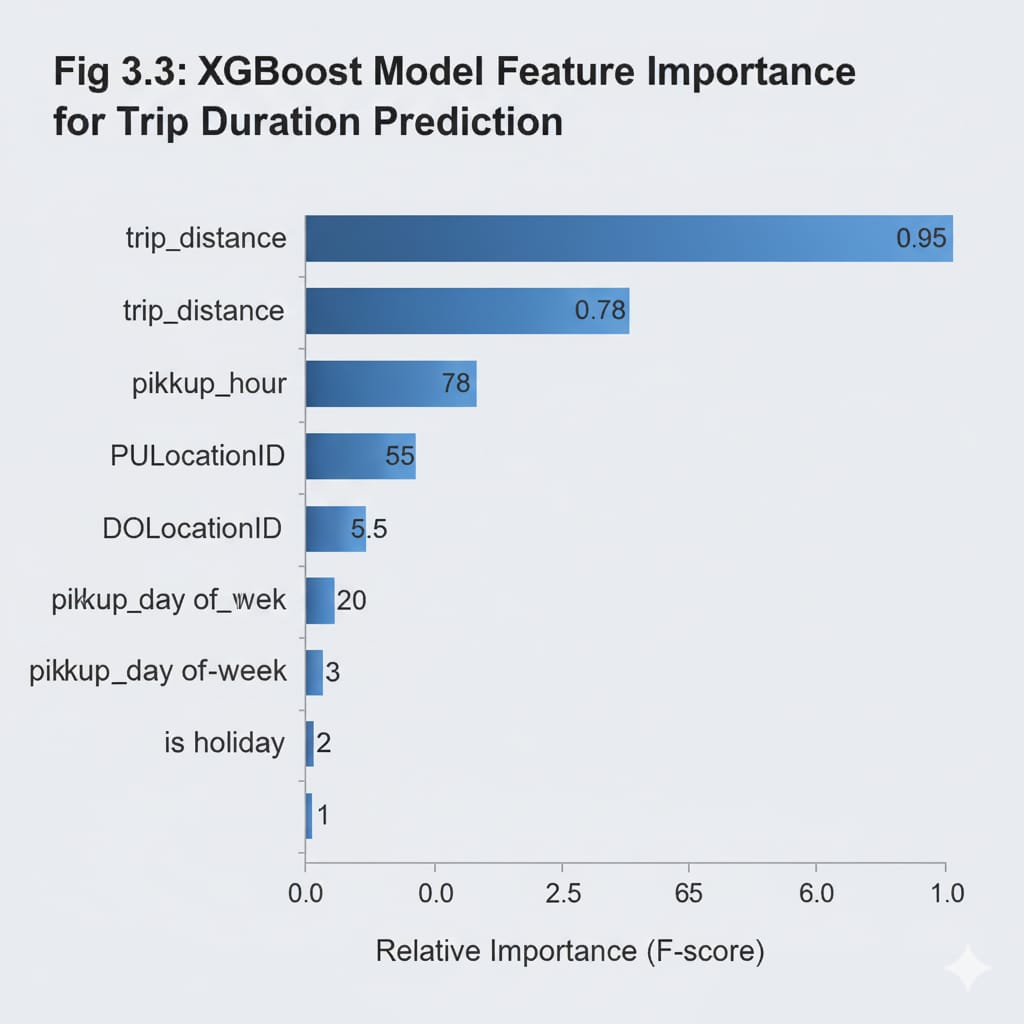 Fig 3.3: XGBoost Model Feature Importance
for Trip Duration Prediction
trip_distance 0.95
trip_distance 0.78
pikkup_hour 78
PULocationID 55
DOLocationID 5.5
pikkup_day of_wek 20
pikkup_day of-week 3
is holiday 2
1
0.0 0.0 2.5 65 6.0 1.0
Relative Importance (F-score)